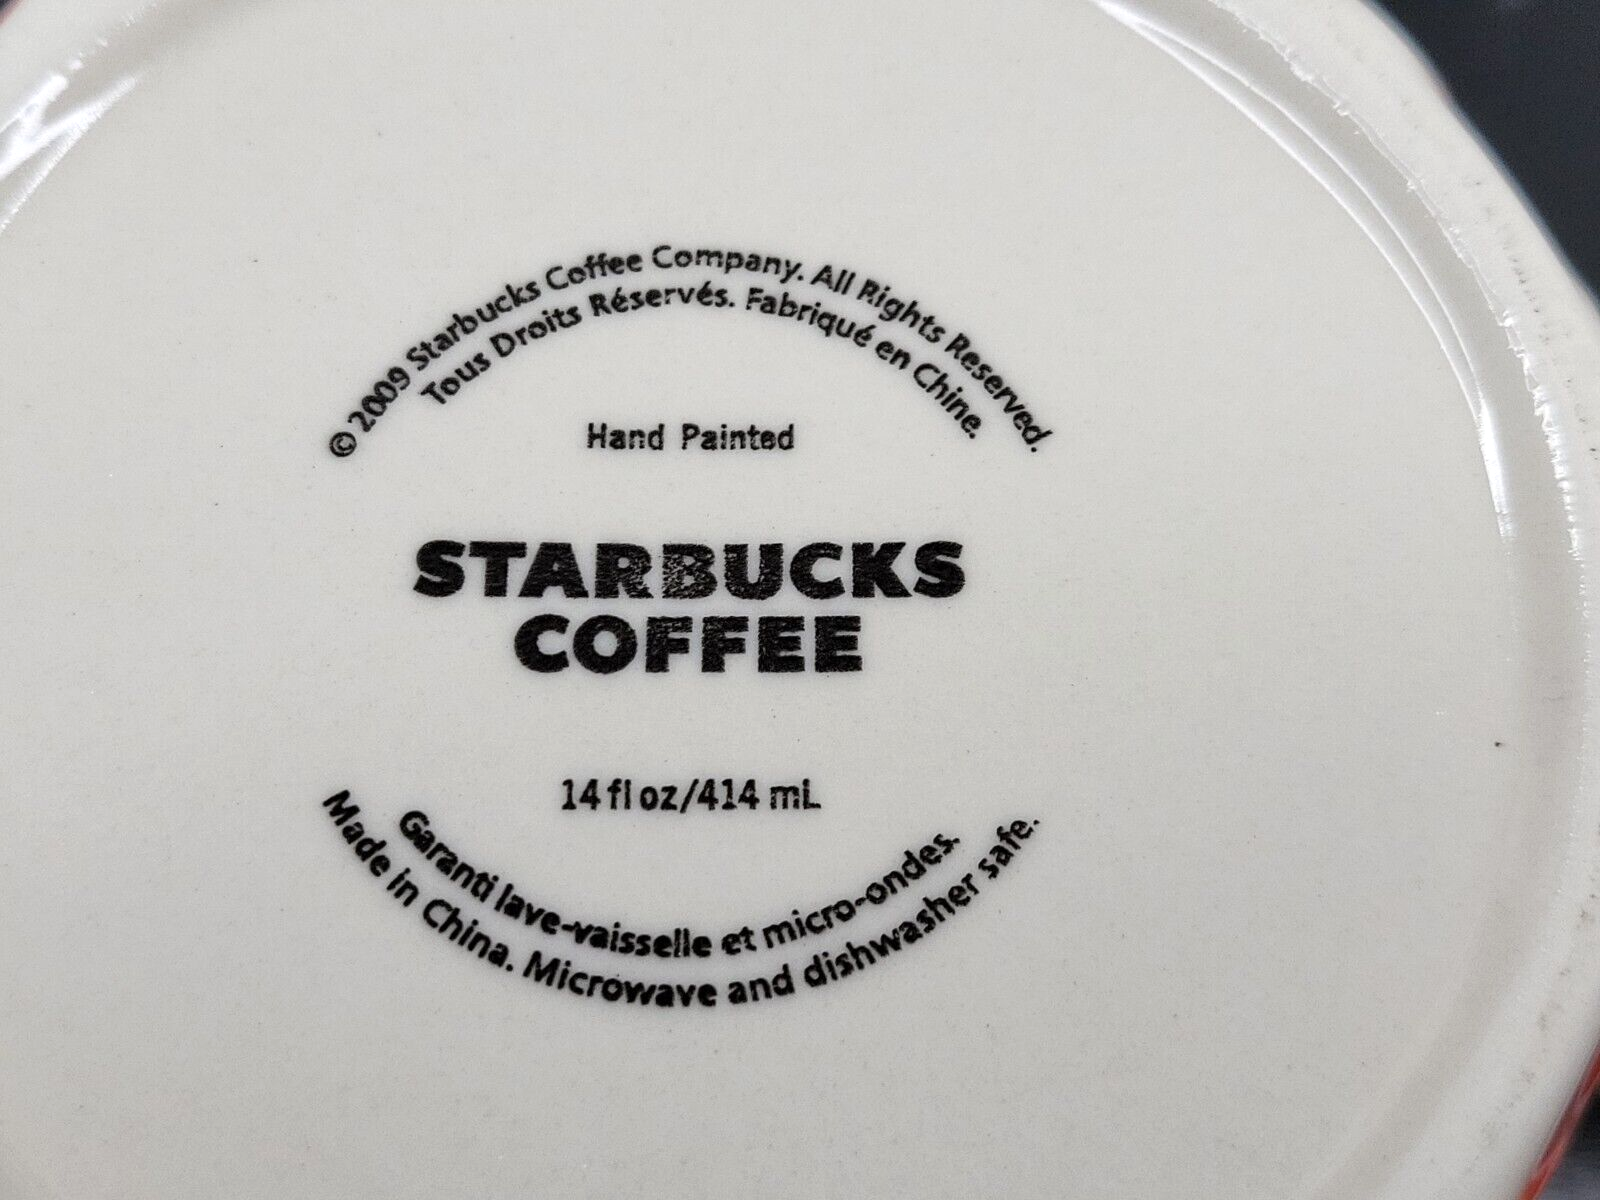 © 2009 Starbucks Coffee Company. All Rights Reserved.
Tous Droits Réservés. Fabriqué en Chine.
Hand Painted
STARBUCKS
COFFEE
14 fl oz/414 mL
Garanti lave-vaisselle et micro-ondes.
Made in China. Microwave and dishwasher safe.